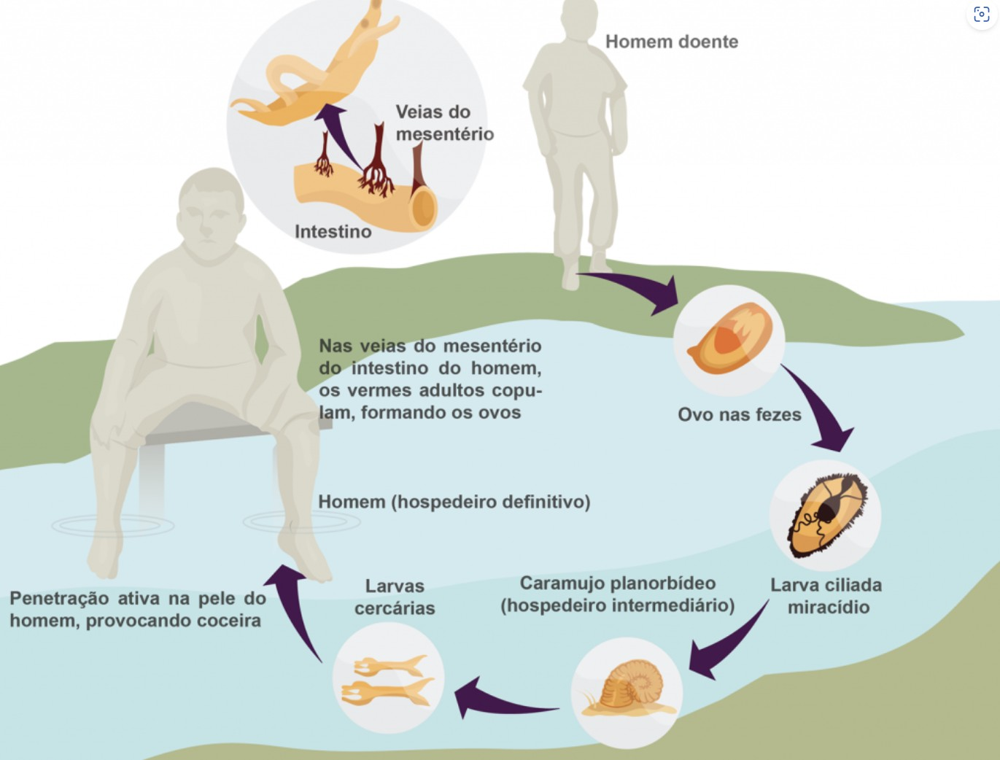 Homem doente
Veias do
mesentério
Intestino
Nas veias do mesentério
do intestino do homem,
os vermes adultos copu-
lam, formando os ovos
Ovo nas fezes
Homem (hospedeiro definitivo)
Larva ciliada
miracídio
Caramujo planorbídeo
(hospedeiro intermediário)
Larvas
cercárias
Penetração ativa na pele do
homem, provocando coceira